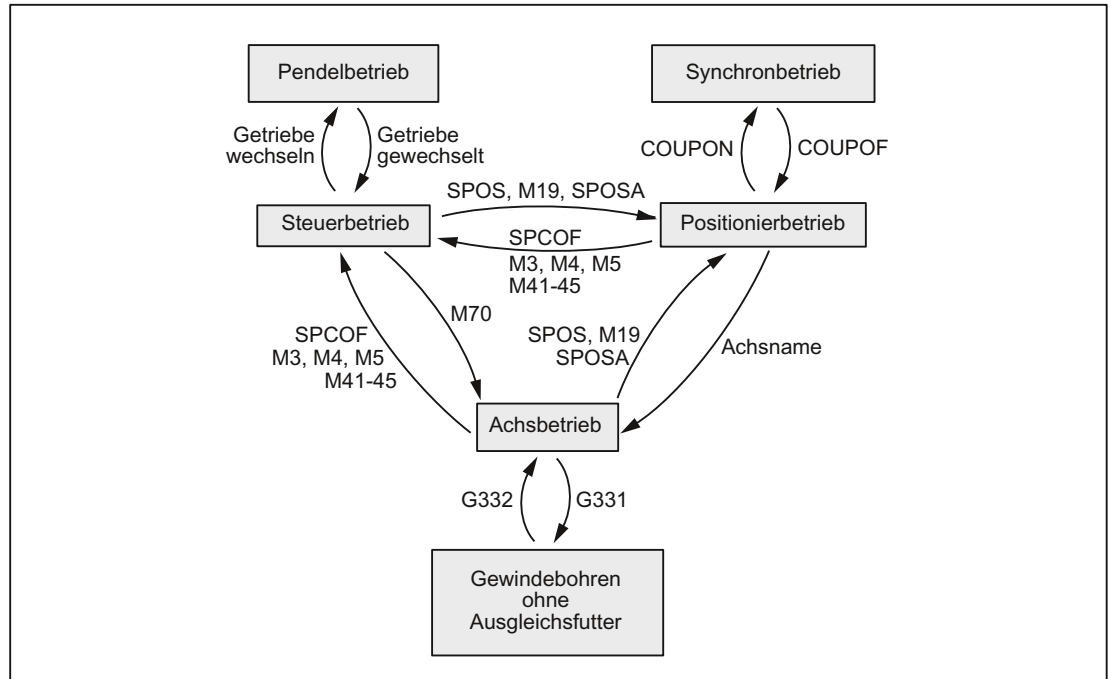 Pendelbetrieb
Synchronbetrieb
Getriebe
wechseln
Getriebe
gewechselt
COUPON
COUPOF
SPOS, M19, SPOSA
Steuerbetrieb
Positionierbetrieb
SPCOF
M3, M4, M5
M41-45
M70
SPCOF
M3, M4, M5
M41-45
SPOS, M19
SPOSA
Achsname
Achsbetrieb
G332
G331
Gewindebohren
ohne
Ausgleichsfutter